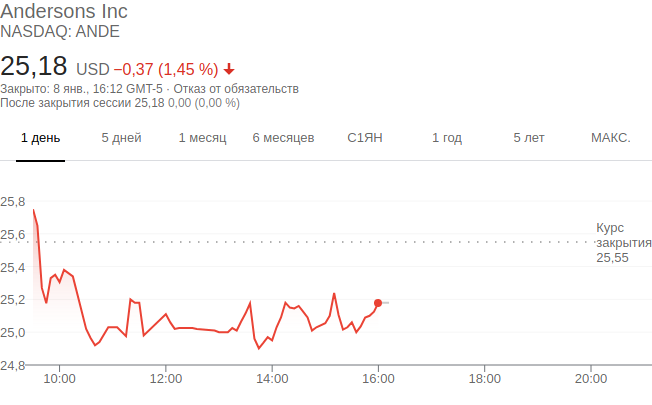 Andersons Inc
NASDAQ: ANDE
25,18 USD −0,37 (1,45 %)
Закрыто: 8 янв., 16:12 GMT-5 · Отказ от обязательств
После закрытия сессии 25,18 0,00 (0,00 %)
1 день 5 дней 1 месяц 6 месяцев С1ЯН 1 год 5 лет МАКС.
25,8
25,6
Курс
закрытия
25,55
25,4
25,2
25,0
24,8
10:00 12:00 14:00 16:00 18:00 20:00